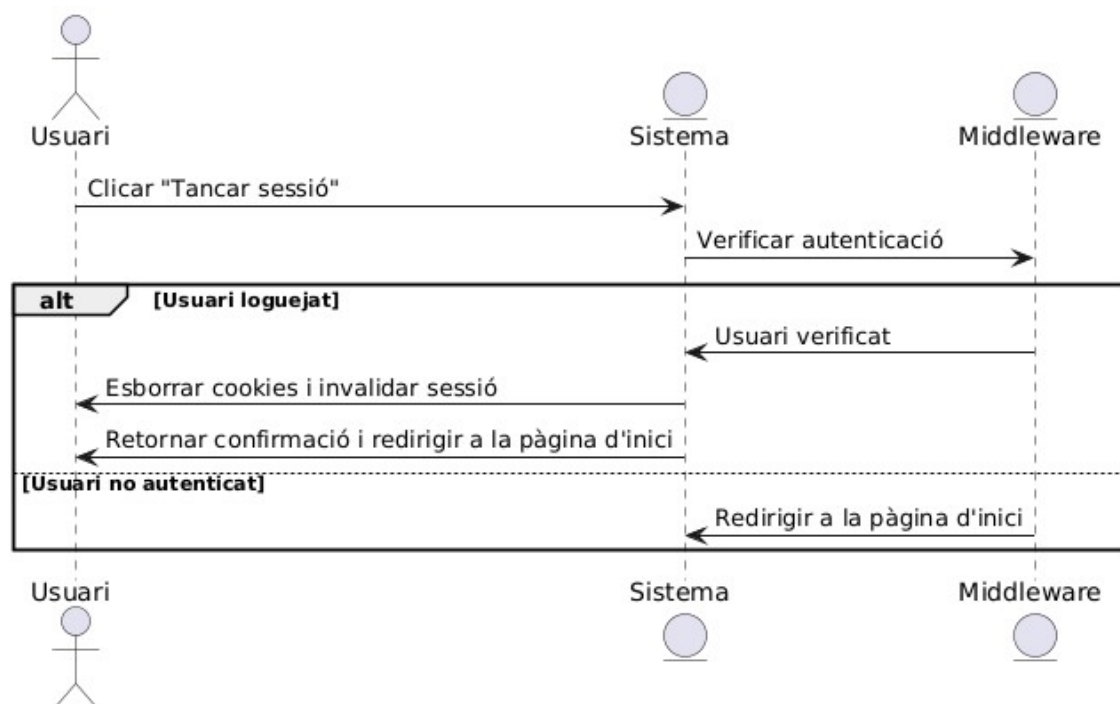 Usuari
Sistema
Middleware
Clicar "Tancar sessió"
Verificar autenticació
alt
[Usuari loguejat]
Usuari verificat
Esborrar cookies i invalidar sessió
Retornar confirmació i redirigir a la pàgina d'inici
[Usuari no autenticat]
Redirigir a la pàgina d'inici
Usuari
Sistema
Middleware